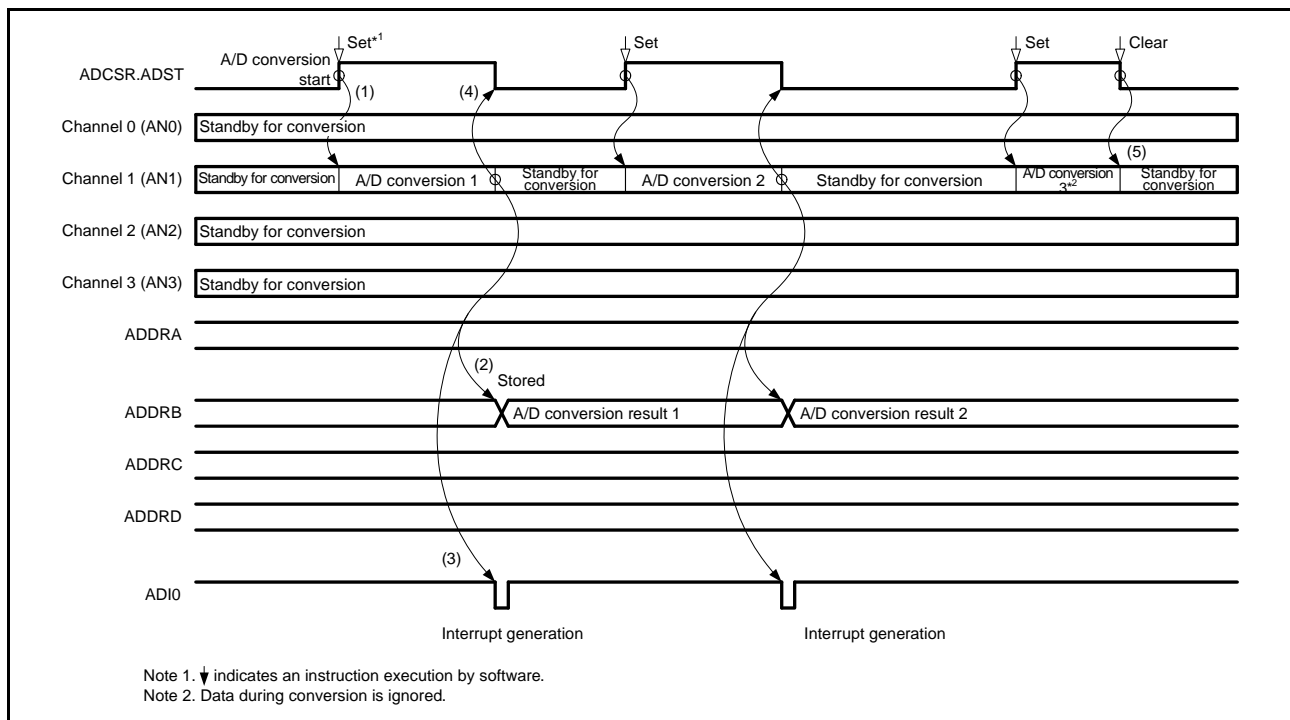 Set*1
Set
Set
Clear
A/D conversion
start
ADCSR.ADST
(1)
(4)
Channel 0 (AN0)
Standby for conversion
(5)
Channel 1 (AN1)
Standby for conversion
A/D conversion 1
Standby for
conversion
A/D conversion 2
Standby for conversion
A/D conversion
3*2
Standby for
conversion
Channel 2 (AN2)
Standby for conversion
Channel 3 (AN3)
Standby for conversion
ADDRA
(2)
Stored
ADDRB
A/D conversion result 1
A/D conversion result 2
ADDRC
ADDRD
(3)
ADI0
Interrupt generation
Interrupt generation
Note 1. indicates an instruction execution by software.
Note 2. Data during conversion is ignored.